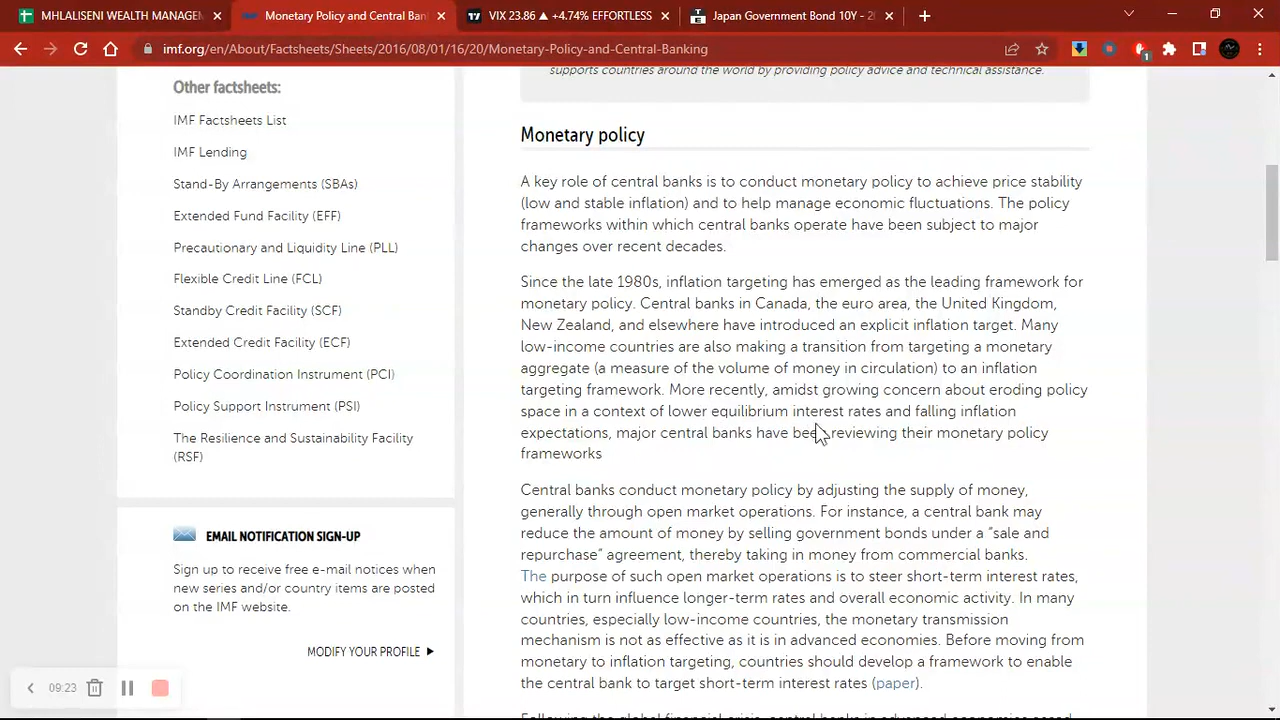 MHLALISENI WEALTH MANAGEM
Monetary Policy and Central Ban
VIX 23.86 ▲ +4.74% EFFORTLESS
Japan Government Bond 10Y - 20
imf.org/en/About/Factsheets/Sheets/2016/08/01/16/20/Monetary-Policy-and-Central-Banking
1
supports countries around the world by providing policy advice and technical assistance.
Other factsheets:
IMF Factsheets List
IMF Lending
Stand-By Arrangements (SBAs)
Extended Fund Facility (EFF)
Precautionary and Liquidity Line (PLL)
Flexible Credit Line (FCL)
Standby Credit Facility (SCF)
Extended Credit Facility (ECF)
Policy Coordination Instrument (PCI)
Policy Support Instrument (PSI)
The Resilience and Sustainability Facility
(RSF)
EMAIL NOTIFICATION SIGN-UP
Sign up to receive free e-mail notices when
new series and/or country items are posted
on the IMF website.
MODIFY YOUR PROFILE ▶
09:23
Monetary policy
A key role of central banks is to conduct monetary policy to achieve price stability
(low and stable inflation) and to help manage economic fluctuations. The policy
frameworks within which central banks operate have been subject to major
changes over recent decades.
Since the late 1980s, inflation targeting has emerged as the leading framework for
monetary policy. Central banks in Canada, the euro area, the United Kingdom,
New Zealand, and elsewhere have introduced an explicit inflation target. Many
low-income countries are also making a transition from targeting a monetary
aggregate (a measure of the volume of money in circulation) to an inflation
targeting framework. More recently, amidst growing concern about eroding policy
space in a context of lower equilibrium interest rates and falling inflation
expectations, major central banks have been reviewing their monetary policy
frameworks
Central banks conduct monetary policy by adjusting the supply of money,
generally through open market operations. For instance, a central bank may
reduce the amount of money by selling government bonds under a "sale and
repurchase" agreement, thereby taking in money from commercial banks.
The purpose of such open market operations is to steer short-term interest rates,
which in turn influence longer-term rates and overall economic activity. In many
countries, especially low-income countries, the monetary transmission
mechanism is not as effective as it is in advanced economies. Before moving from
monetary to inflation targeting, countries should develop a framework to enable
the central bank to target short-term interest rates (paper).
Following the global financial crisis, central banks in advanced economies eased